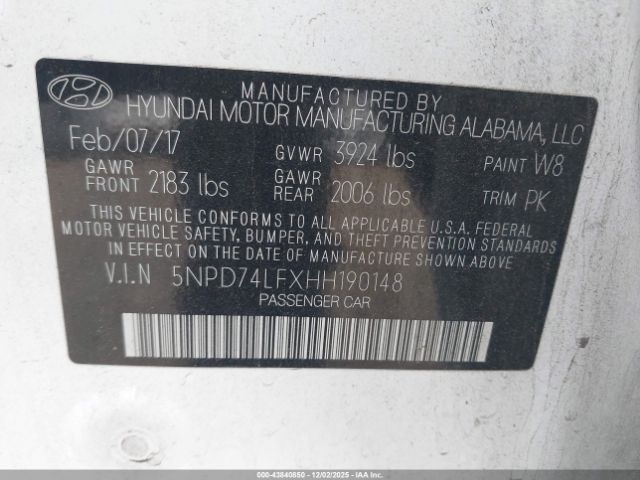 MANUFACTURED BY
HYUNDAI MOTOR MANUFACTURING ALABAMA, LLC
Feb/07/17 GVWR 3924 lbs PAINT W8
GAWR FRONT 2183 lbs GAWR REAR 2006 lbs TRIM PK
THIS VEHICLE CONFORMS TO ALL APPLICABLE U.S.A. FEDERAL
MOTOR VEHICLE SAFETY, BUMPER, AND THEFT PREVENTION STANDARDS
IN EFFECT ON THE DATE OF MANUFACTURE SHOWN ABOVE.
V.I.N 5NPD74LFXHH190148
PASSENGER CAR
000-43840850 - 12/02/2025 - IAAI.COM